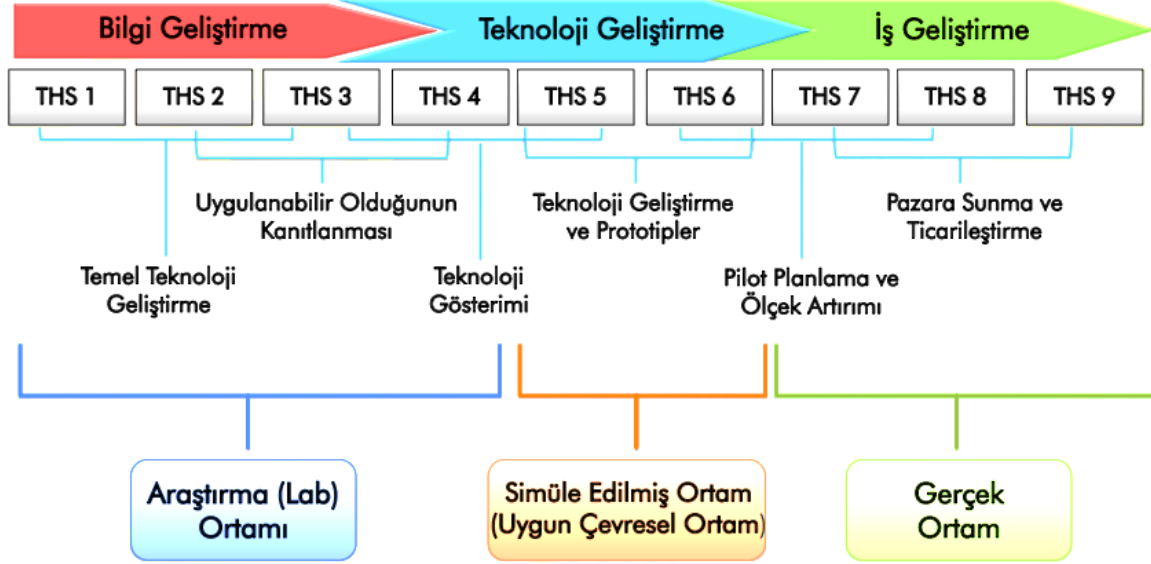 Bilgi Geliştirme
Teknoloji Geliştirme
İş Geliştirme
THS 1
THS 2
THS 3
THS 4
THS 5
THS 6
THS 7
THS 8
THS 9
Uygulanabilir Olduğunun
Kanıtlanması
Teknoloji Geliştirme
ve Prototipler
Pazara Sunma ve
Ticarileştirme
Temel Teknoloji
Geliştirme
Teknoloji
Gösterimi
Pilot Planlama ve
Ölçek Artırımı
Araştırma (Lab)
Ortamı
Simüle Edilmiş Ortam
(Uygun Çevresel Ortam)
Gerçek
Ortam